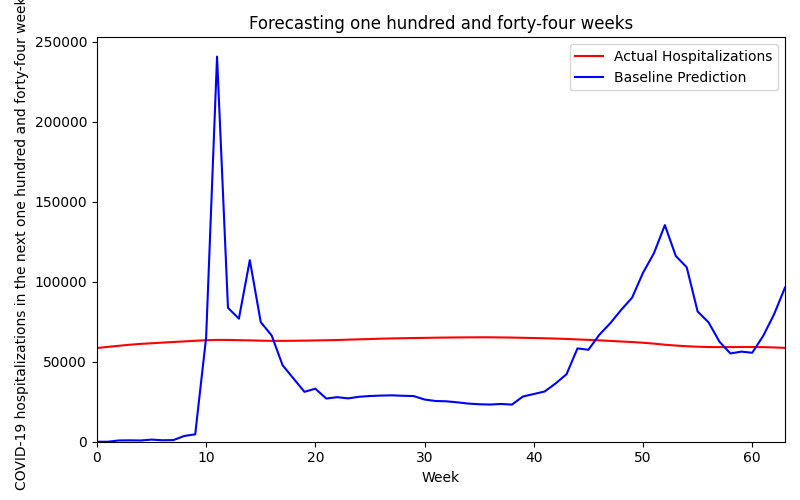 Forecasting one hundred and forty-four weeks
COVID-19 hospitalizations in the next one hundred and forty-four week
250000
200000
150000
100000
50000
0
Actual Hospitalizations
Baseline Prediction
0 10 20 30 40 50 60
Week